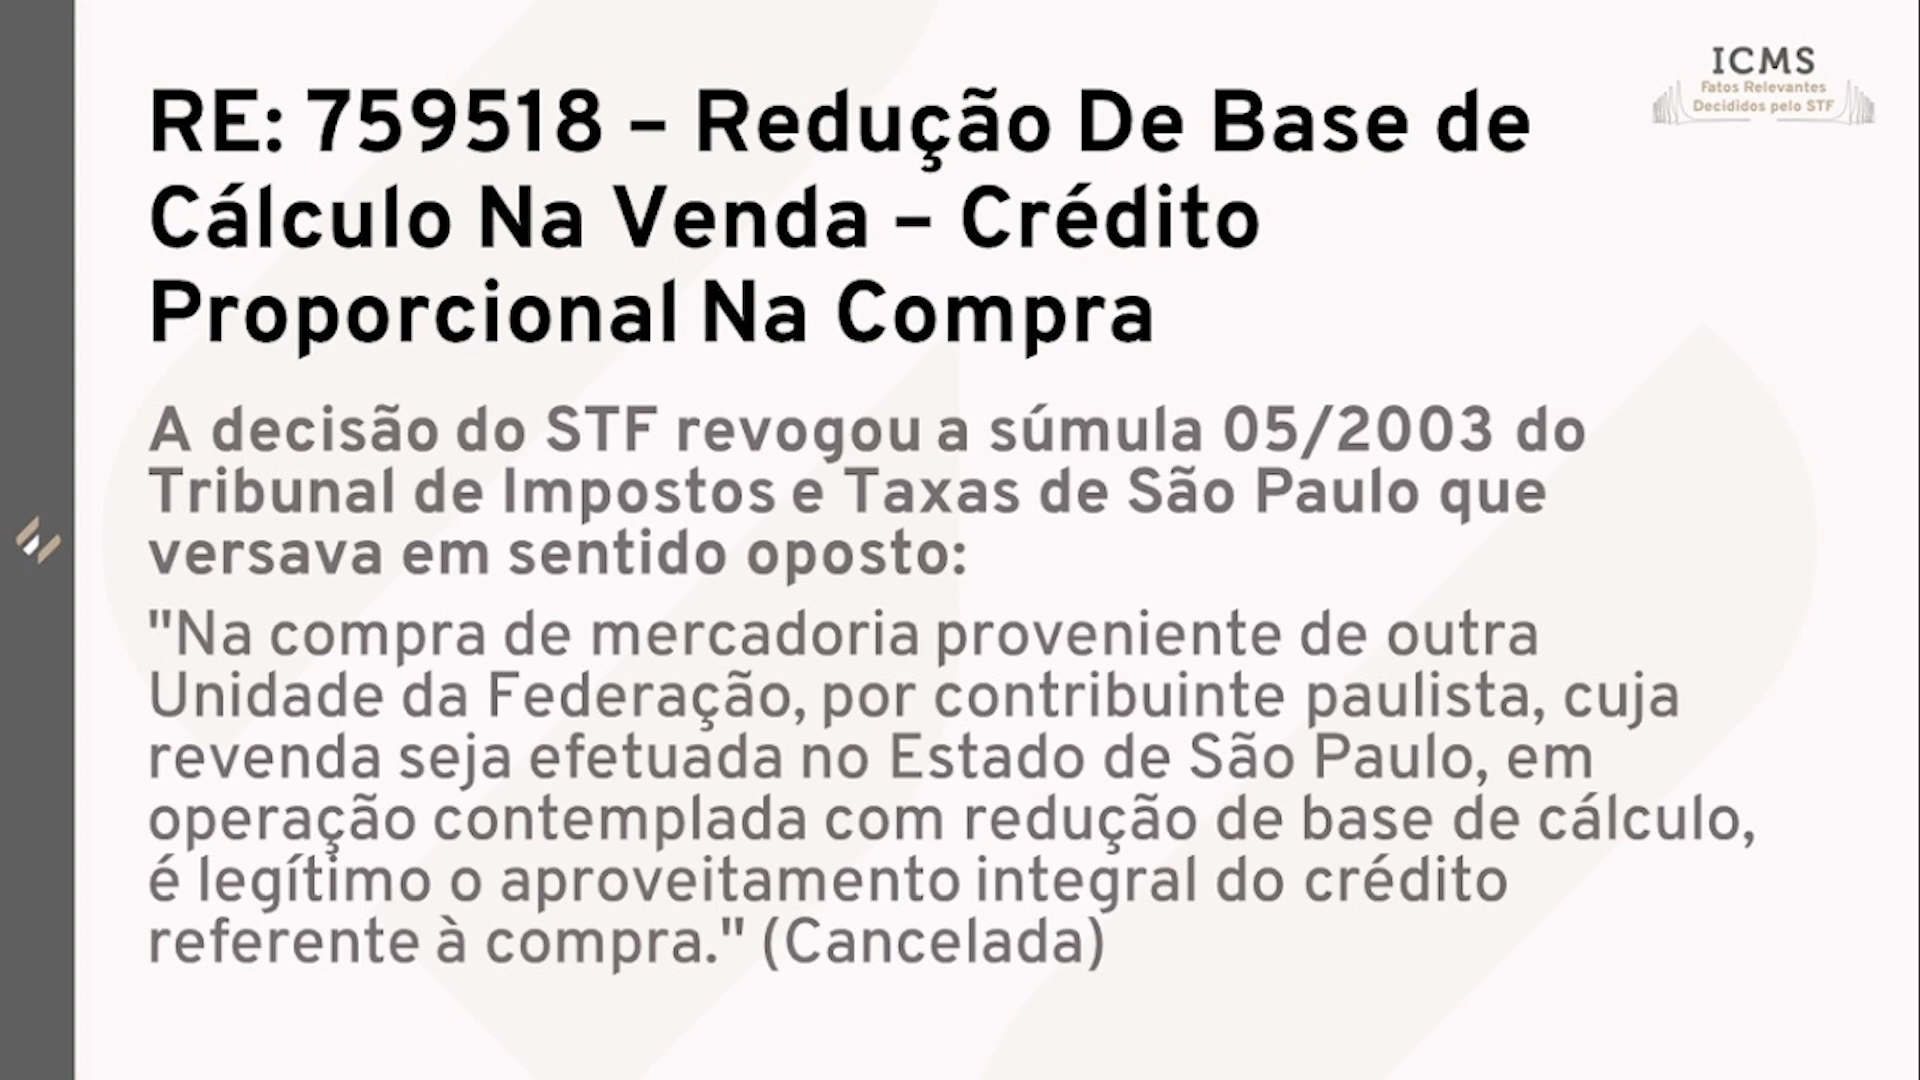 ICMS
Fatos Relevantes
Decididos pelo STF
RE: 759518 – Redução De Base de
Cálculo Na Venda – Crédito
Proporcional Na Compra
A decisão do STF revogou a súmula 05/2003 do
Tribunal de Impostos e Taxas de São Paulo que
versava em sentido oposto:
"Na compra de mercadoria proveniente de outra
Unidade da Federação, por contribuinte paulista, cuja
revenda seja efetuada no Estado de São Paulo, em
operação contemplada com redução de base de cálculo,
é legítimo o aproveitamento integral do crédito
referente à compra." (Cancelada)